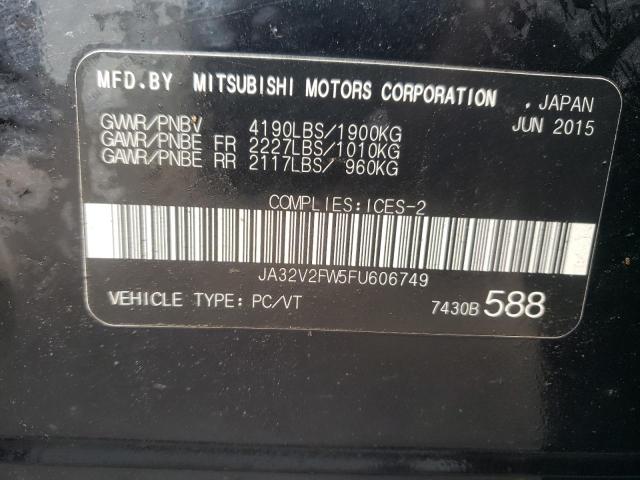 MFD.BY MITSUBISHI MOTORS CORPORATION , JAPAN
GVWR/PNBV 4190LBS/1900KG JUN 2015
GAWR/PNBE FR 2227LBS/1010KG
GAWR/PNBE RR 2117LBS/ 960KG
COMPLIES:ICES-2
JA32V2FW5FU606749
VEHICLE TYPE: PC/VT 7430B 588